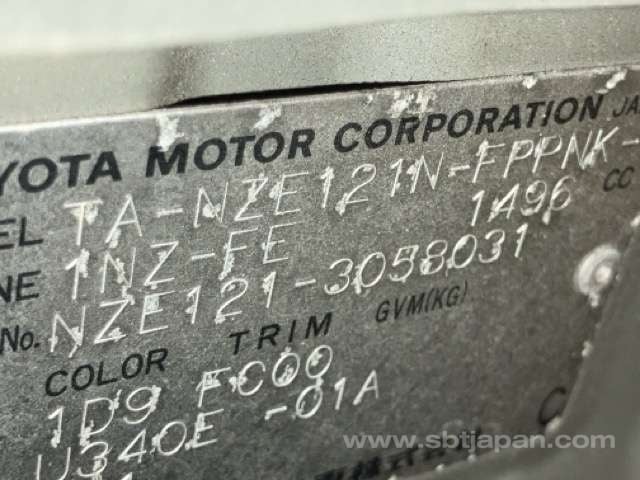 YOTA MOTOR CORPORATION JA
EL TA-NZE121N-FPPNK-
NE 1NZ-FE 1496 CC
No. NZE121-3058031
COLOR TRIM GVM(KG)
1D9 FC00
U340E -01A
www.sbtjapan.com